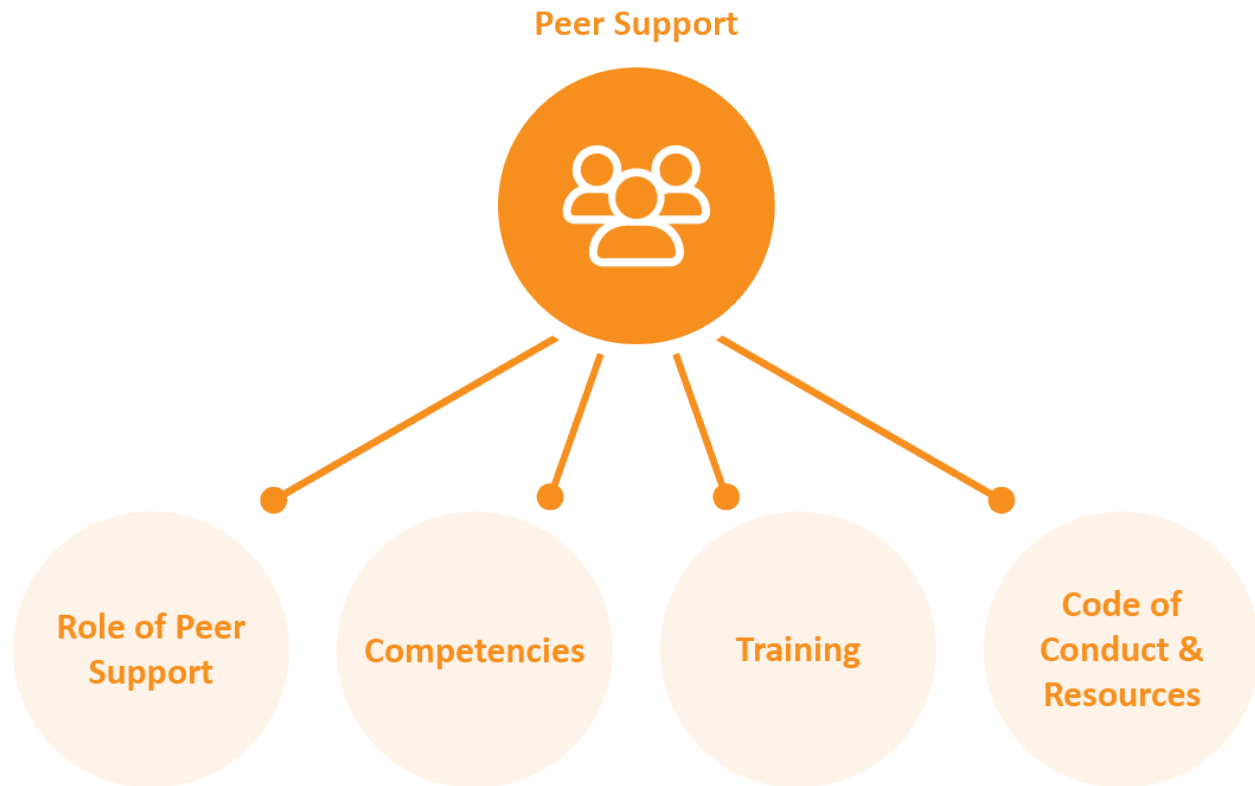 Peer Support
Role of Peer
Support
Competencies
Training
Code of
Conduct &
Resources